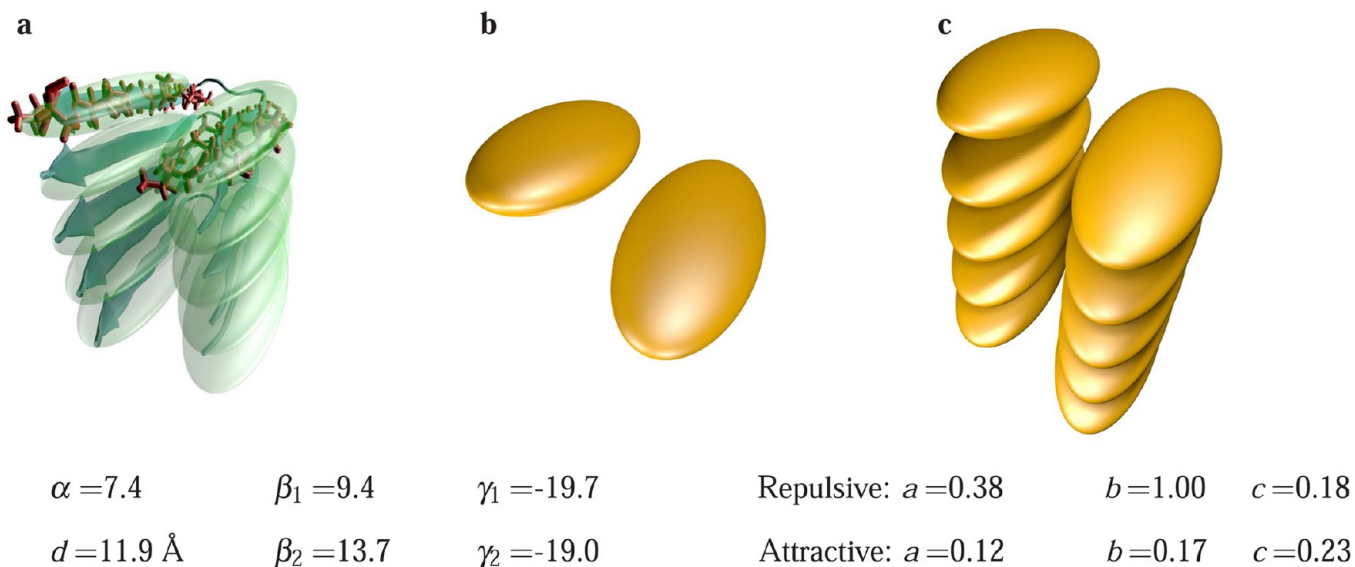 a b c
α =7.4 β₁ =9.4 γ₁ =-19.7 Repulsive: a =0.38 b =1.00 c =0.18
d =11.9 Å β₂ =13.7 γ₂ =-19.0 Attractive: a =0.12 b =0.17 c =0.23